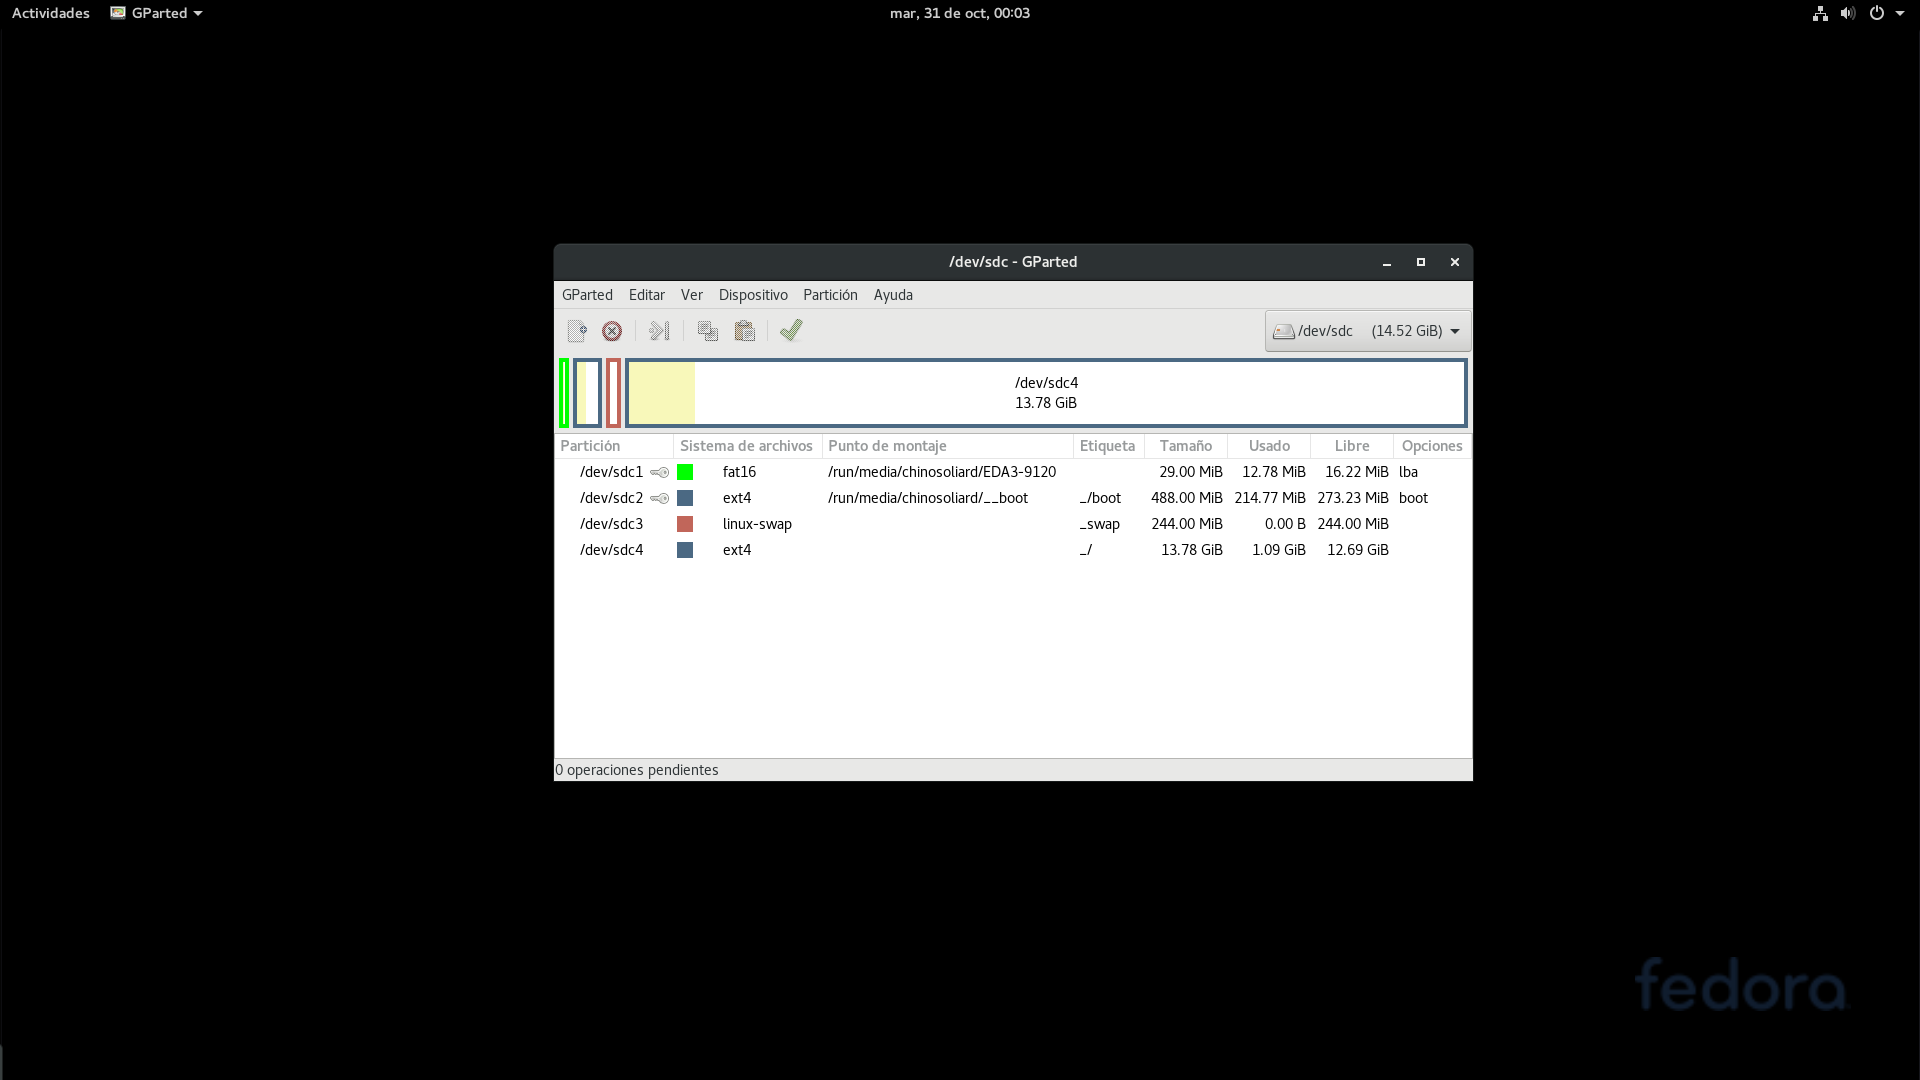 Actividades GParted mar, 31 de oct, 00:03
/dev/sdc - GParted
GParted Editar Ver Dispositivo Partición Ayuda
/dev/sdc (14.52 GiB)
/dev/sdc4
13.78 GiB
Partición Sistema de archivos Punto de montaje Etiqueta Tamaño Usado Libre Opciones
/dev/sdc1 fat16 /run/media/chinosoliard/EDA3-9120 29.00 MiB 12.78 MiB 16.22 MiB lba
/dev/sdc2 ext4 /run/media/chinosoliard/__boot _/boot 488.00 MiB 214.77 MiB 273.23 MiB boot
/dev/sdc3 linux-swap _swap 244.00 MiB 0.00 B 244.00 MiB
/dev/sdc4 ext4 _/ 13.78 GiB 1.09 GiB 12.69 GiB
0 operaciones pendientes
fedora